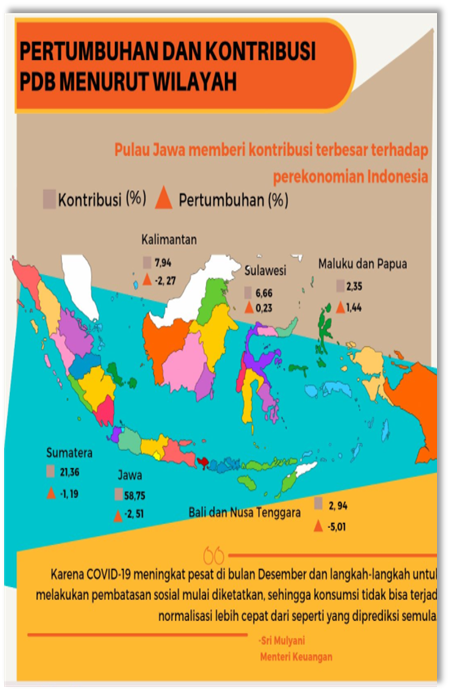 PERTUMBUHAN DAN KONTRIBUSI
PDB MENURUT WILAYAH
Pulau Jawa memberi kontribusi terbesar terhadap
perekonomian Indonesia
Kontribusi (%) Pertumbuhan (%)
Kalimantan
7,94
-2, 27
Sulawesi
6,66
0,23
Maluku dan Papua
2,35
1,44
Sumatera
21,36
-1, 19
Jawa
58,75
-2, 51
Bali dan Nusa Tenggara
2, 94
-5,01
Karena COVID-19 meningkat pesat di bulan Desember dan langkah-langkah untuk
melakukan pembatasan sosial mulai diketatkan, sehingga konsumsi tidak bisa terjad
normalisasi lebih cepat dari seperti yang diprediksi semula.
-Sri Mulyani
Menteri Keuangan